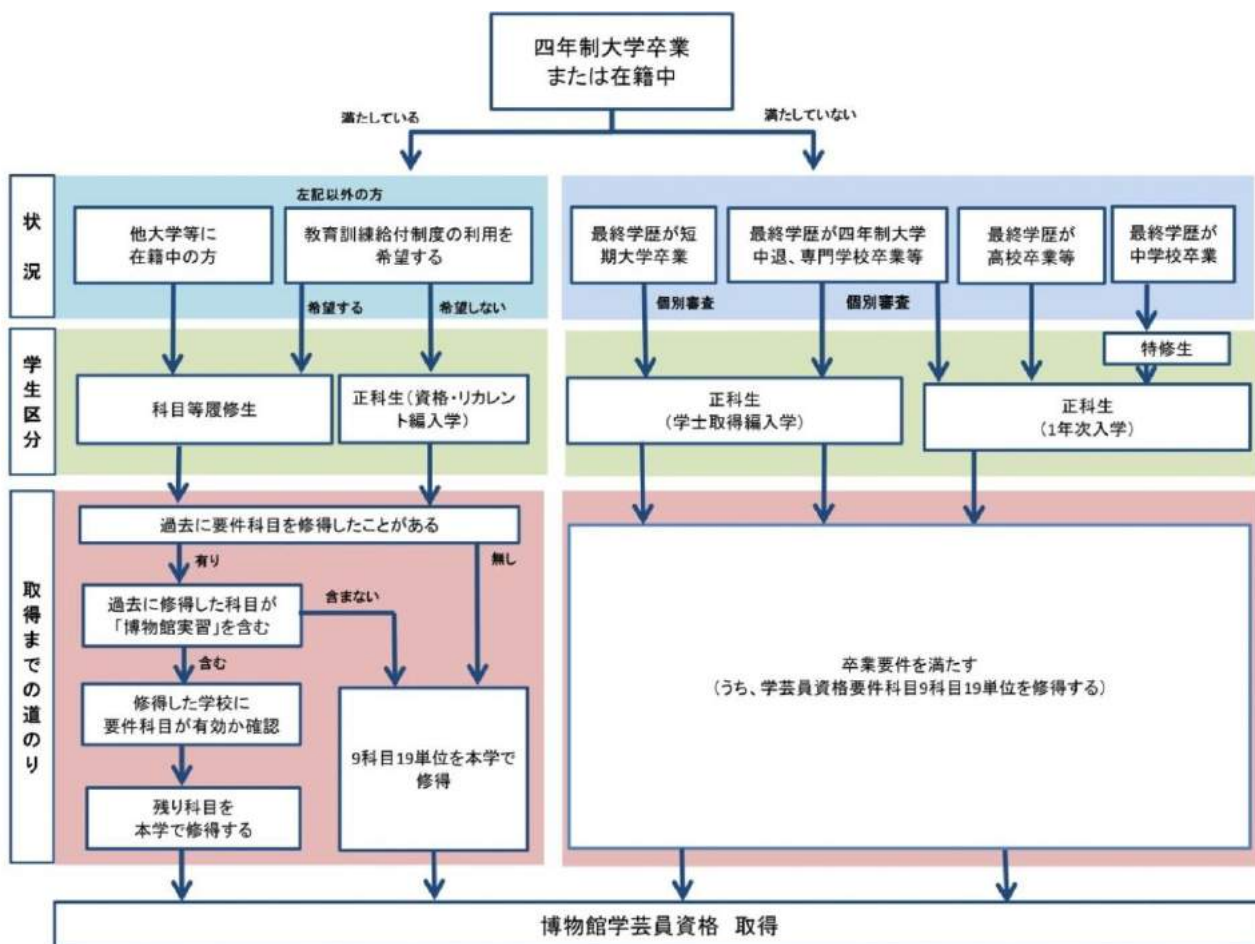 四年制大学卒業
または在籍中
満たしている
満たしていない
状況
左記以外の方
他大学等に
在籍中の方
教育訓練給付制度の利用を
希望する
最終学歴が短
期大学卒業
最終学歴が四年制大学
中退、専門学校卒業等
最終学歴が
高校卒業等
最終学歴が
中学校卒業
希望する
希望しない
個別審査
個別審査
学生区分
特修生
科目等履修生
正科生(資格・リカレン
ト編入学)
正科生
(学士取得編入学)
正科生
(1年次入学)
取得までの道のり
過去に要件科目を修得したことがある
有り
無し
過去に修得した科目が
「博物館実習」を含む
含まない
含む
修得した学校に
要件科目が有効か確認
9科目19単位を本学で
修得
残り科目を
本学で修得する
卒業要件を満たす
(うち、学芸員資格要件科目9科目19単位を修得する)
博物館学芸員資格 取得